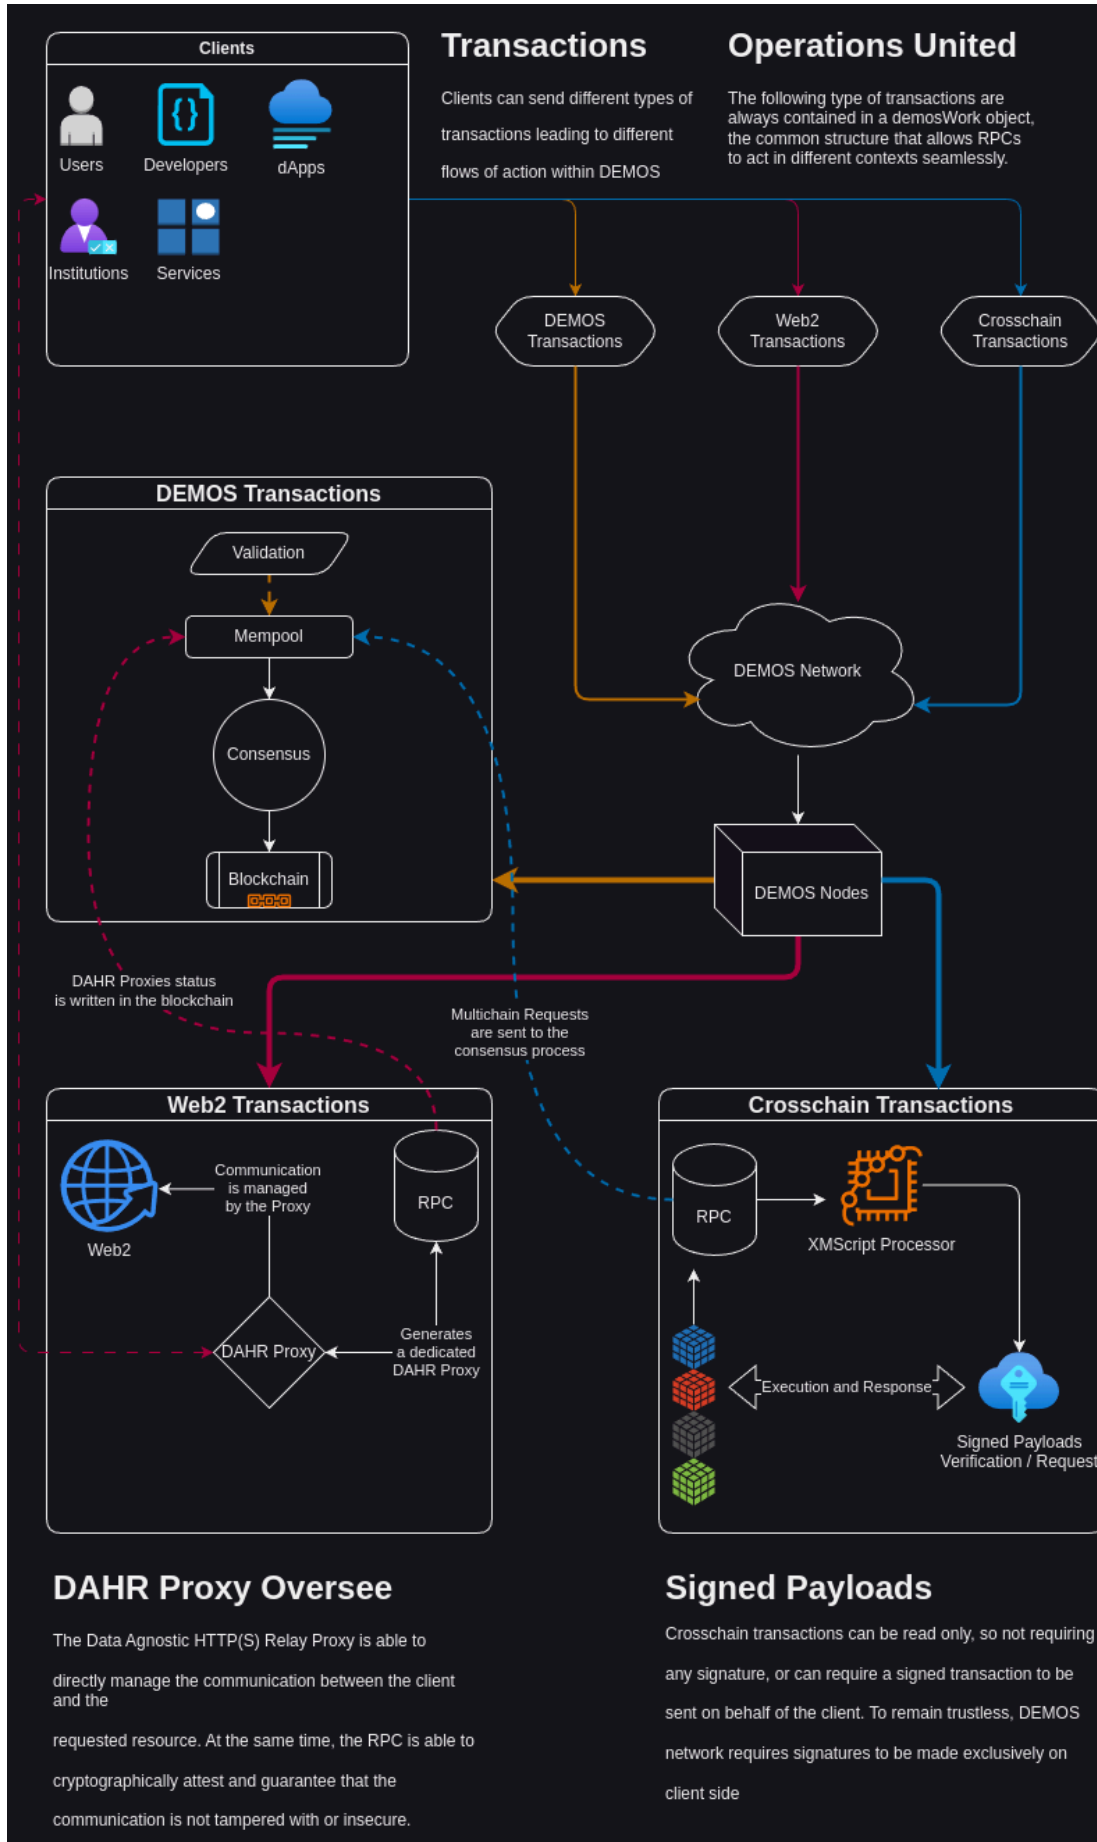 Clients
Users
Developers
dApps
Institutions
Services
Transactions
Clients can send different types of
transactions leading to different
flows of action within DEMOS
Operations United
The following type of transactions are
always contained in a demosWork object,
the common structure that allows RPCs
to act in different contexts seamlessly.
DEMOS
Transactions
Web2
Transactions
Crosschain
Transactions
DEMOS Transactions
Validation
Mempool
Consensus
Blockchain
DEMOS Network
DEMOS Nodes
DAHR Proxies status
is written in the blockchain
Multichain Requests
are sent to the
consensus process
Web2 Transactions
Web2
Communication
is managed
by the Proxy
RPC
DAHR Proxy
Generates
a dedicated
DAHR Proxy
Crosschain Transactions
RPC
XMScript Processor
Execution and Response
Signed Payloads
Verification / Request
DAHR Proxy Oversee
The Data Agnostic HTTP(S) Relay Proxy is able to
directly manage the communication between the client
and the
requested resource. At the same time, the RPC is able to
cryptographically attest and guarantee that the
communication is not tampered with or insecure.
Signed Payloads
Crosschain transactions can be read only, so not requiring
any signature, or can require a signed transaction to be
sent on behalf of the client. To remain trustless, DEMOS
network requires signatures to be made exclusively on
client side